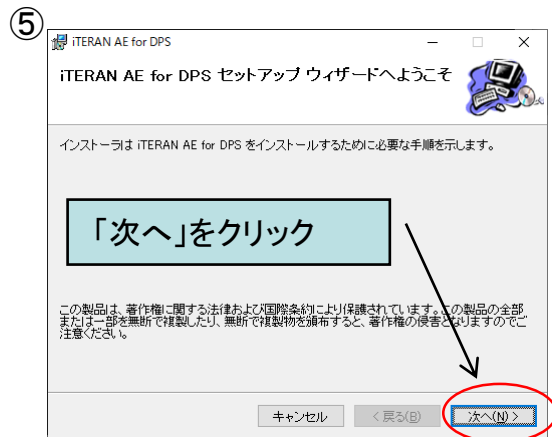 ⑤
iTERAN AE for DPS
iTERAN AE for DPS セットアップ ウィザードへようこそ
インストーラは iTERAN AE for DPS をインストールするために必要な手順を示します。
「次へ」をクリック
この製品は、著作権に関する法律および国際条約により保護されています。この製品の全部
または一部を無断で複製したり、無断で複製物を頒布すると、著作権の侵害となりますのでご
注意ください。
キャンセル
< 戻る(B)
次へ(N) >